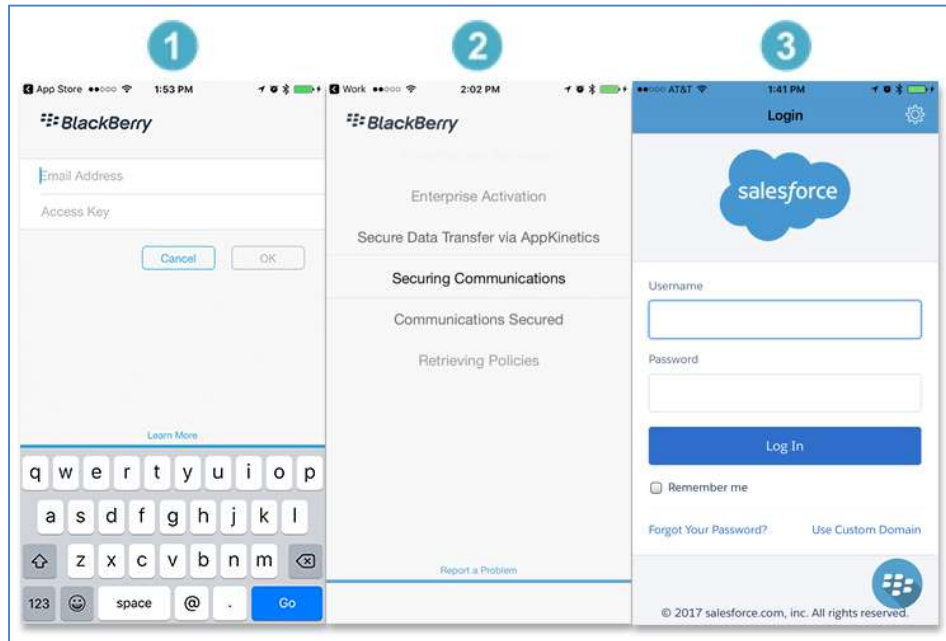 1
2
3
App Store 1:53 PM
BlackBerry
Email Address
Access Key
Cancel OK
Learn More
q w e r t y u i o p
a s d f g h j k l
z x c v b n m
123 space @ . Go
Work 2:02 PM
BlackBerry
Enterprise Activation
Secure Data Transfer via AppKinetics
Securing Communications
Communications Secured
Retrieving Policies
Report a Problem
AT&T 1:41 PM
Login
salesforce
Username
Password
Log In
Remember me
Forgot Your Password? Use Custom Domain
© 2017 salesforce.com, inc. All rights reserved.